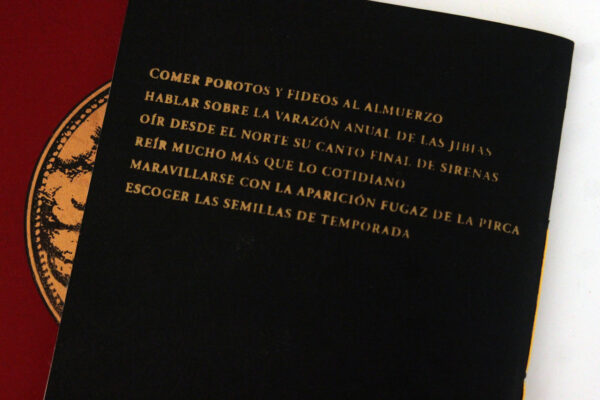 COMER POROTOS Y FIDEOS AL ALMUERZO
HABLAR SOBRE LA VARAZÓN ANUAL DE LAS JIBIAS
OÍR DESDE EL NORTE SU CANTO FINAL DE SIRENAS
REÍR MUCHO MÁS QUE LO COTIDIANO
MARAVILLARSE CON LA APARICIÓN FUGAZ DE LA PIRCA
ESCOGER LAS SEMILLAS DE TEMPORADA